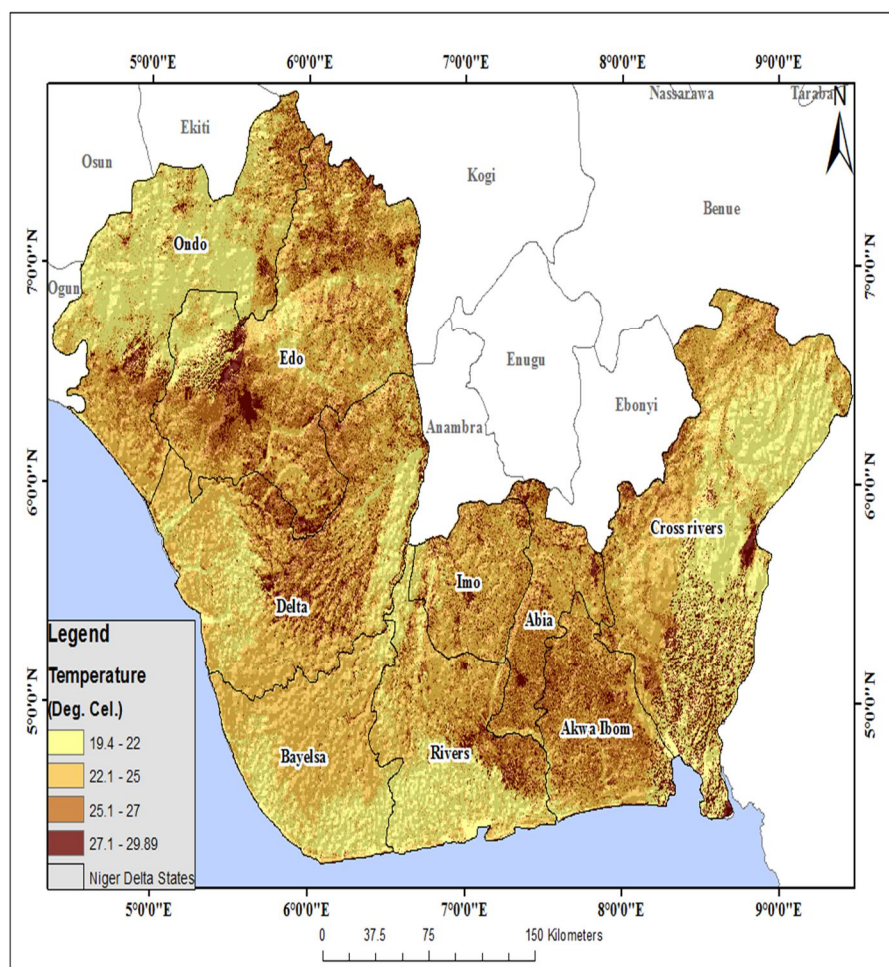 5°0'0"E 6°0'0"E 7°0'0"E 8°0'0"E 9°0'0"E
Nassarawa
Taraba
N
Ekiti
Osun
Kogi
Benue
Ondo
7°0'0"N
7°0'0"N
Ogun
Edo
Enugu
Ebonyi
Anambra
6°0'0"N
6°0'0"N
Cross rivers
Imo
Delta
Abia
Legend
Temperature
(Deg. Cel.)
19.4 - 22
22.1 - 25
25.1 - 27
27.1 - 29.89
Niger Delta States
5°0'0"N
5°0'0"N
Akwa Ibom
Rivers
Bayelsa
5°0'0"E 6°0'0"E 7°0'0"E 8°0'0"E 9°0'0"E
0 37.5 75 150 Kilometers